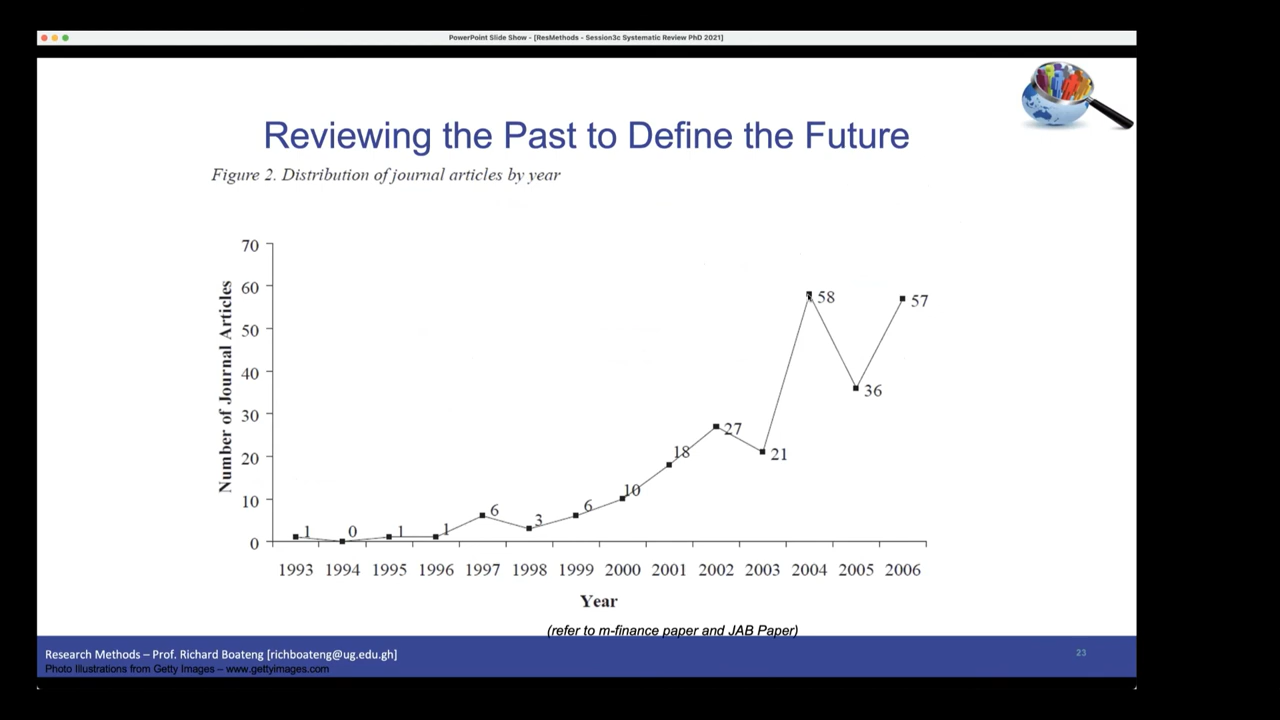 PowerPoint Slide Show - [ResMethods - Session3c Systematic Review PhD 2021]
Reviewing the Past to Define the Future
Figure 2. Distribution of journal articles by year
Number of Journal Articles
70
60
50
40
30
20
10
0
1
0
1
1
6
3
6
10
18
27
21
58
36
57
1993 1994 1995 1996 1997 1998 1999 2000 2001 2002 2003 2004 2005 2006
Year
(refer to m-finance paper and JAB Paper)
Research Methods – Prof. Richard Boateng [richboateng@ug.edu.gh]
Photo Illustrations from Getty Images – www.gettyimages.com
23